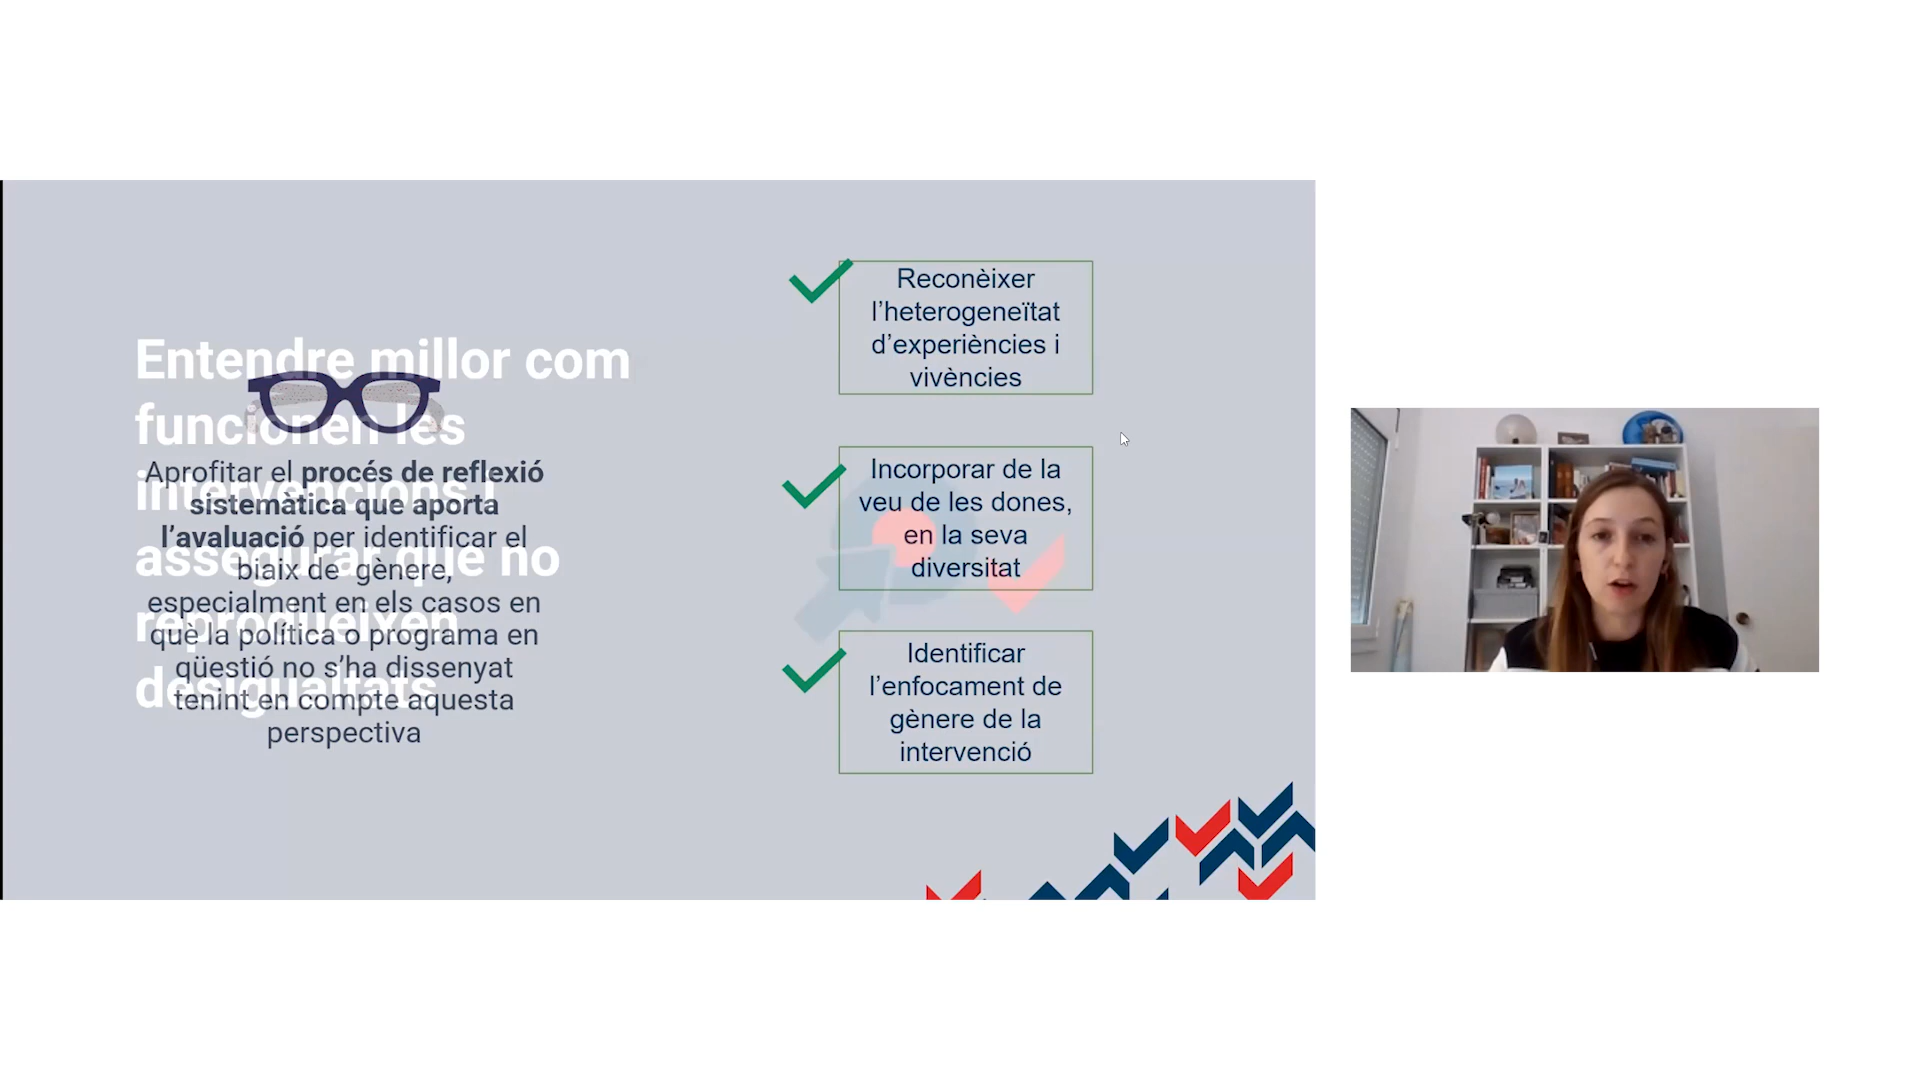 Entendre millor com
funcionen les
intervencions i
assegurar que no
reprodueixen
desigualtats
Aprofitar el procés de reflexió
sistemàtica que aporta
l’avaluació per identificar el
biaix de gènere,
especialment en els casos en
què la política o programa en
qüestió no s’ha dissenyat
tenint en compte aquesta
perspectiva
Reconèixer
l’heterogeneïtat
d’experiències i
vivències
Incorporar de la
veu de les dones,
en la seva
diversitat
Identificar
l’enfocament de
gènere de la
intervenció